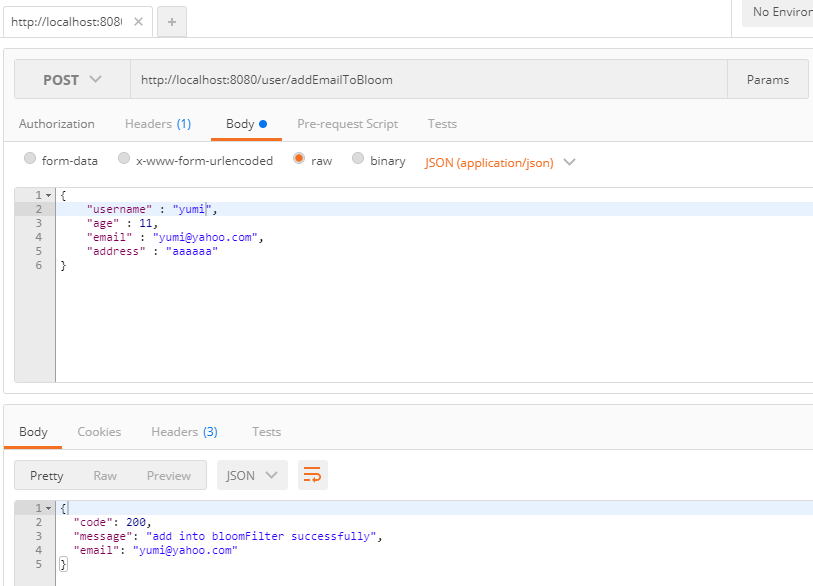 http://localhost:808
No Environ
POST http://localhost:8080/user/addEmailToBloom Params
Authorization Headers (1) Body Pre-request Script Tests
form-data x-www-form-urlencoded raw binary JSON (application/json)
1 {
2 "username" : "yumi",
3 "age" : 11,
4 "email" : "yumi@yahoo.com",
5 "address" : "aaaaaa"
6 }
Body Cookies Headers (3) Tests
Pretty Raw Preview JSON
1 {
2 "code": 200,
3 "message": "add into bloomFilter successfully",
4 "email": "yumi@yahoo.com"
5 }